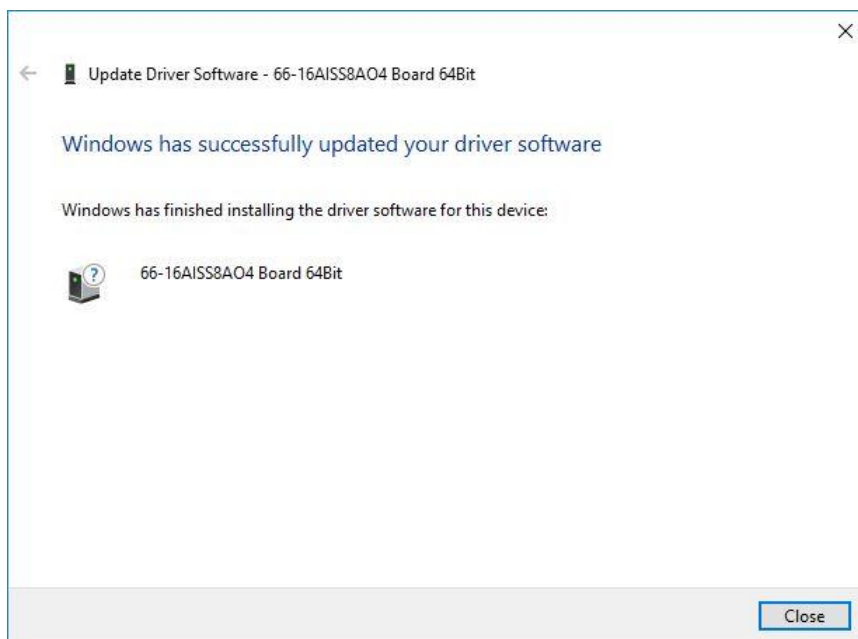 Update Driver Software - 66-16AISS8AO4 Board 64Bit
Windows has successfully updated your driver software
Windows has finished installing the driver software for this device:
66-16AISS8AO4 Board 64Bit
Close